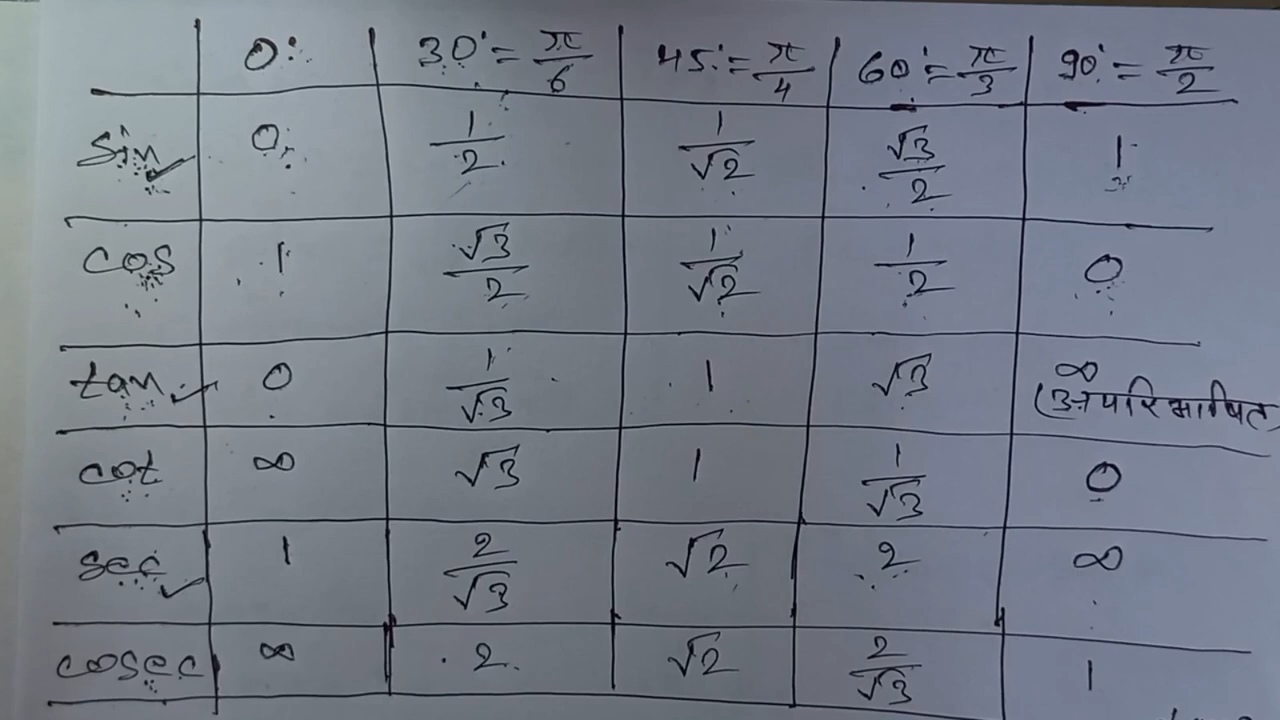 0° 30° = π/6 45° = π/4 60° = π/3 90° = π/2
sin 0 1/2 1/√2 √3/2 1
cos 1 √3/2 1/√2 1/2 0
tan 0 1/√3 1 √3 ∞
(अपरिभाषित)
cot ∞ √3 1 1/√3 0
sec 1 2/√3 √2 2 ∞
cosec ∞ 2 √2 2/√3 1